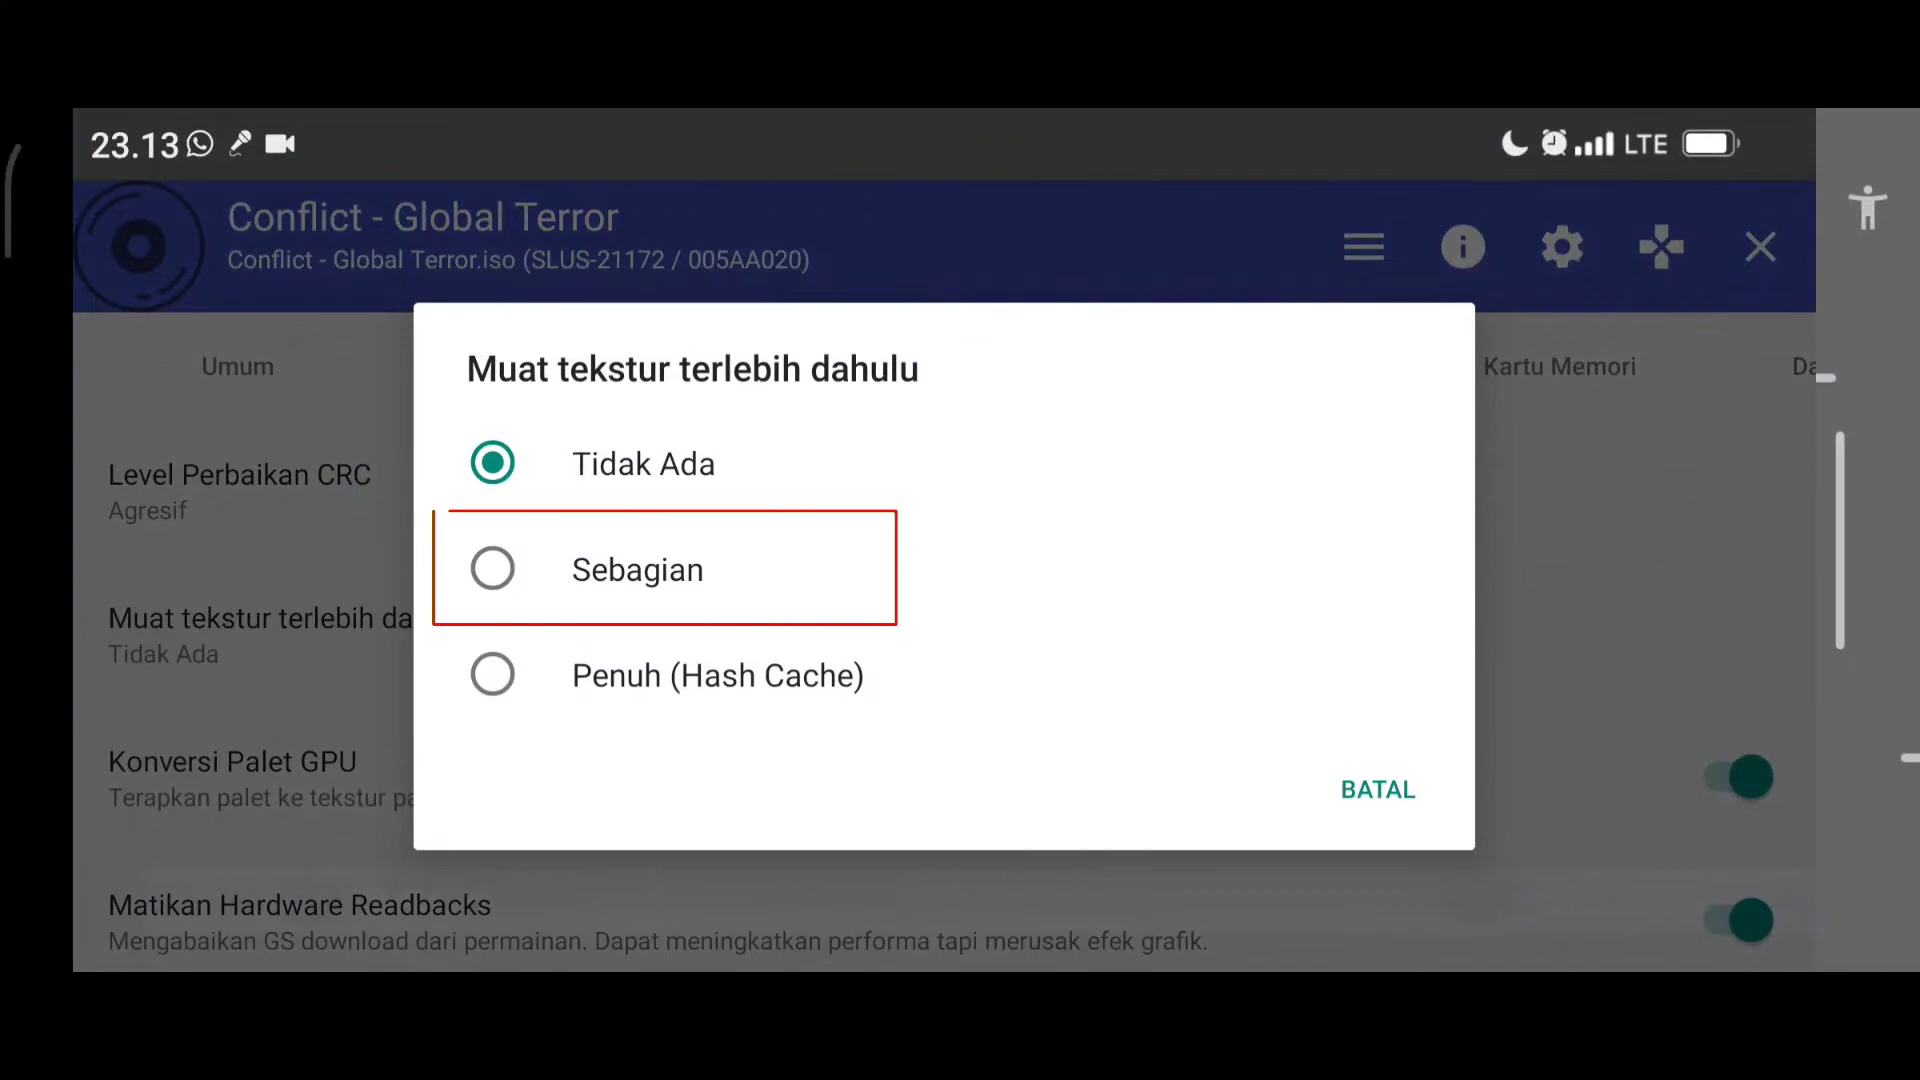 23.13
LTE
Conflict - Global Terror
Conflict - Global Terror.iso (SLUS-21172 / 005AA020)
Umum
Kartu Memori
Muat tekstur terlebih dahulu
Tidak Ada
Sebagian
Penuh (Hash Cache)
BATAL
Level Perbaikan CRC
Agresif
Muat tekstur terlebih
Tidak Ada
Konversi Palet GPU
Terapkan palet ke tekstur
Matikan Hardware Readbacks
Mengabaikan GS download dari permainan. Dapat meningkatkan performa tapi merusak efek grafik.